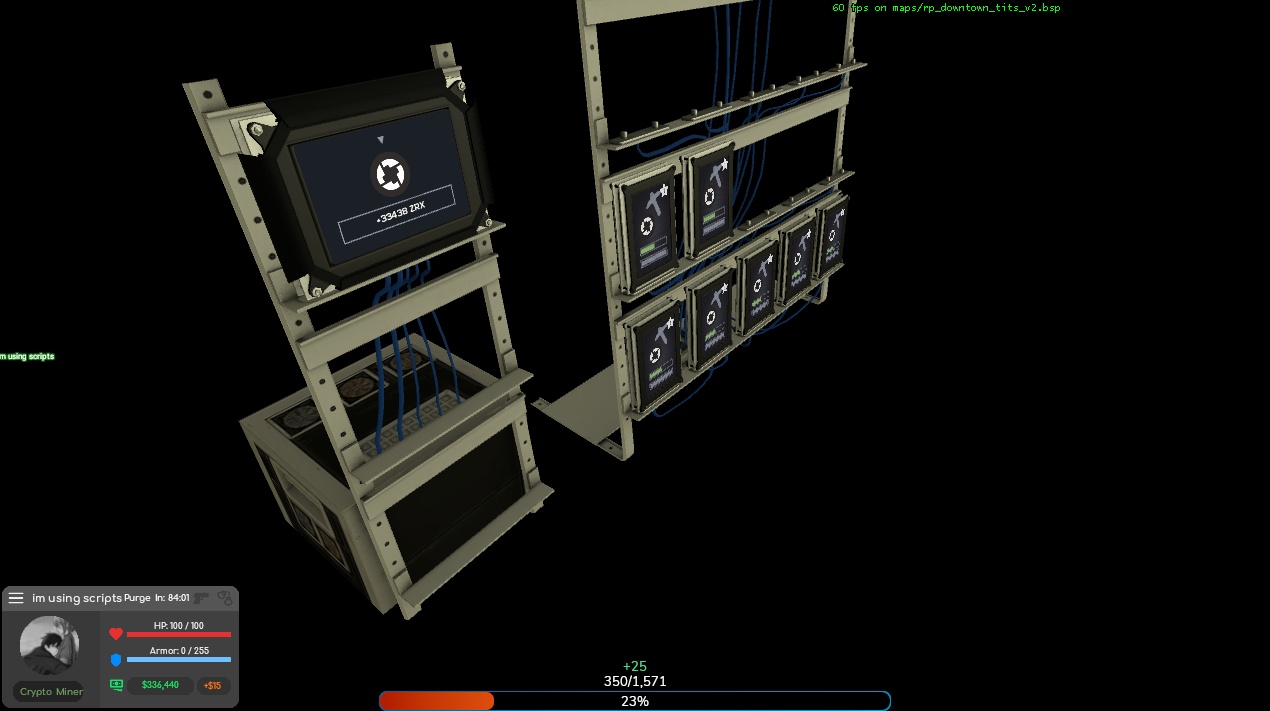 60 fps on maps/rp_downtown_tits_v2.bsp
+33438 ZRX
m using scripts
im using scripts Purge In: 84:01
HP: 100 / 100
Armor: 0 / 255
$336,440 +$15
Crypto Miner
+25
350/1,571
23%